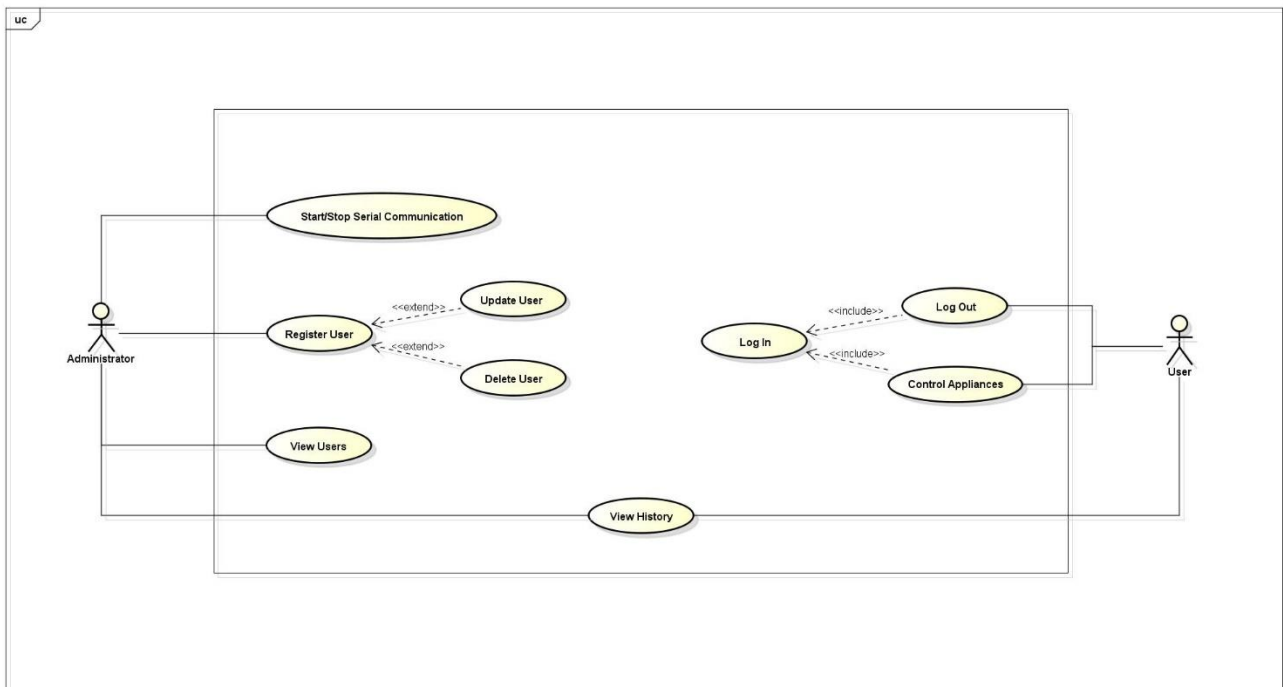 uc
Start/Stop Serial Communication
<<extend>>
Update User
Register User
<<extend>>
Delete User
Administrator
View Users
View History
<<include>>
Log Out
Log In
<<include>>
Control Appliances
User